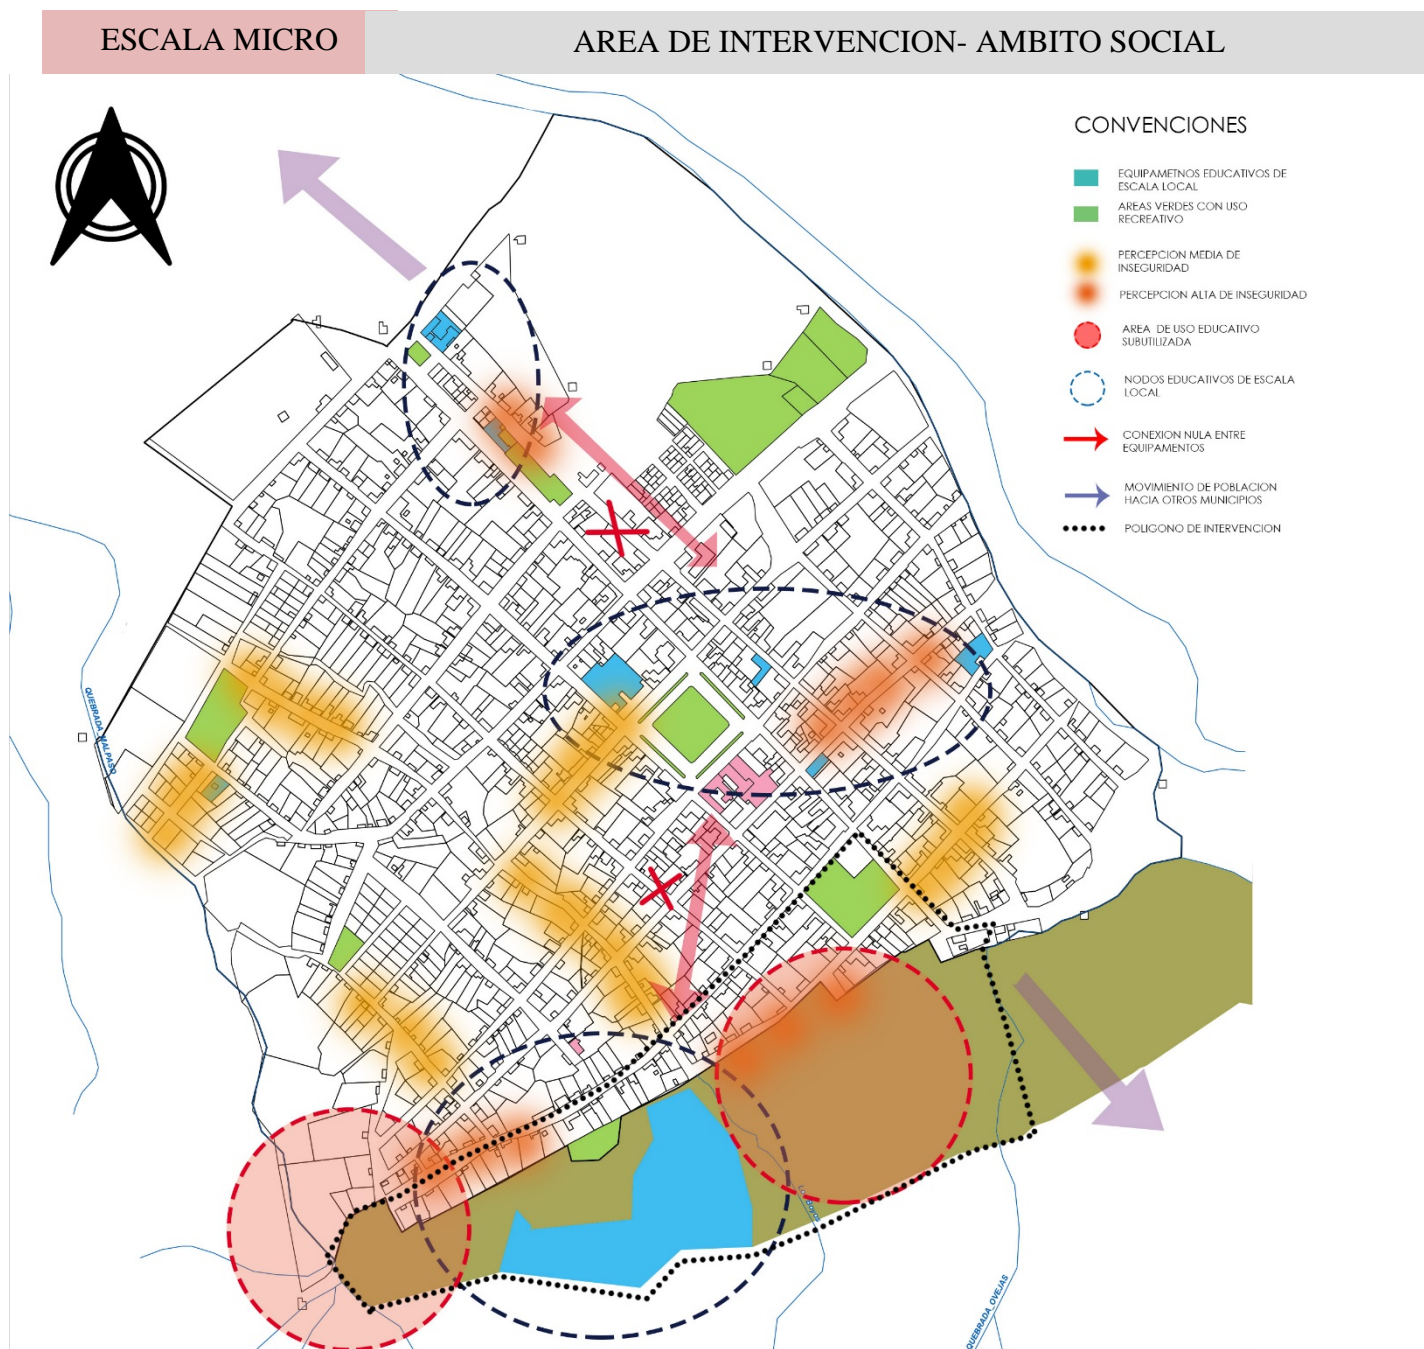 ESCALA MICRO
AREA DE INTERVENCION- AMBITO SOCIAL
CONVENCIONES
EQUIPAMETNOS EDUCATIVOS DE
ESCALA LOCAL
AREAS VERDES CON USO
RECREATIVO
PERCEPCION MEDIA DE
INSEGURIDAD
PERCEPCION ALTA DE INSEGURIDAD
AREA DE USO EDUCATIVO
SUBUTILIZADA
NODOS EDUCATIVOS DE ESCALA
LOCAL
CONEXION NULA ENTRE
EQUIPAMENTOS
MOVIMIENTO DE POBLACION
HACIA OTROS MUNICIPIOS
POLIGONO DE INTERVENCION
QUEBRADA_MALPASO
QUEBRADA_OVEJAS